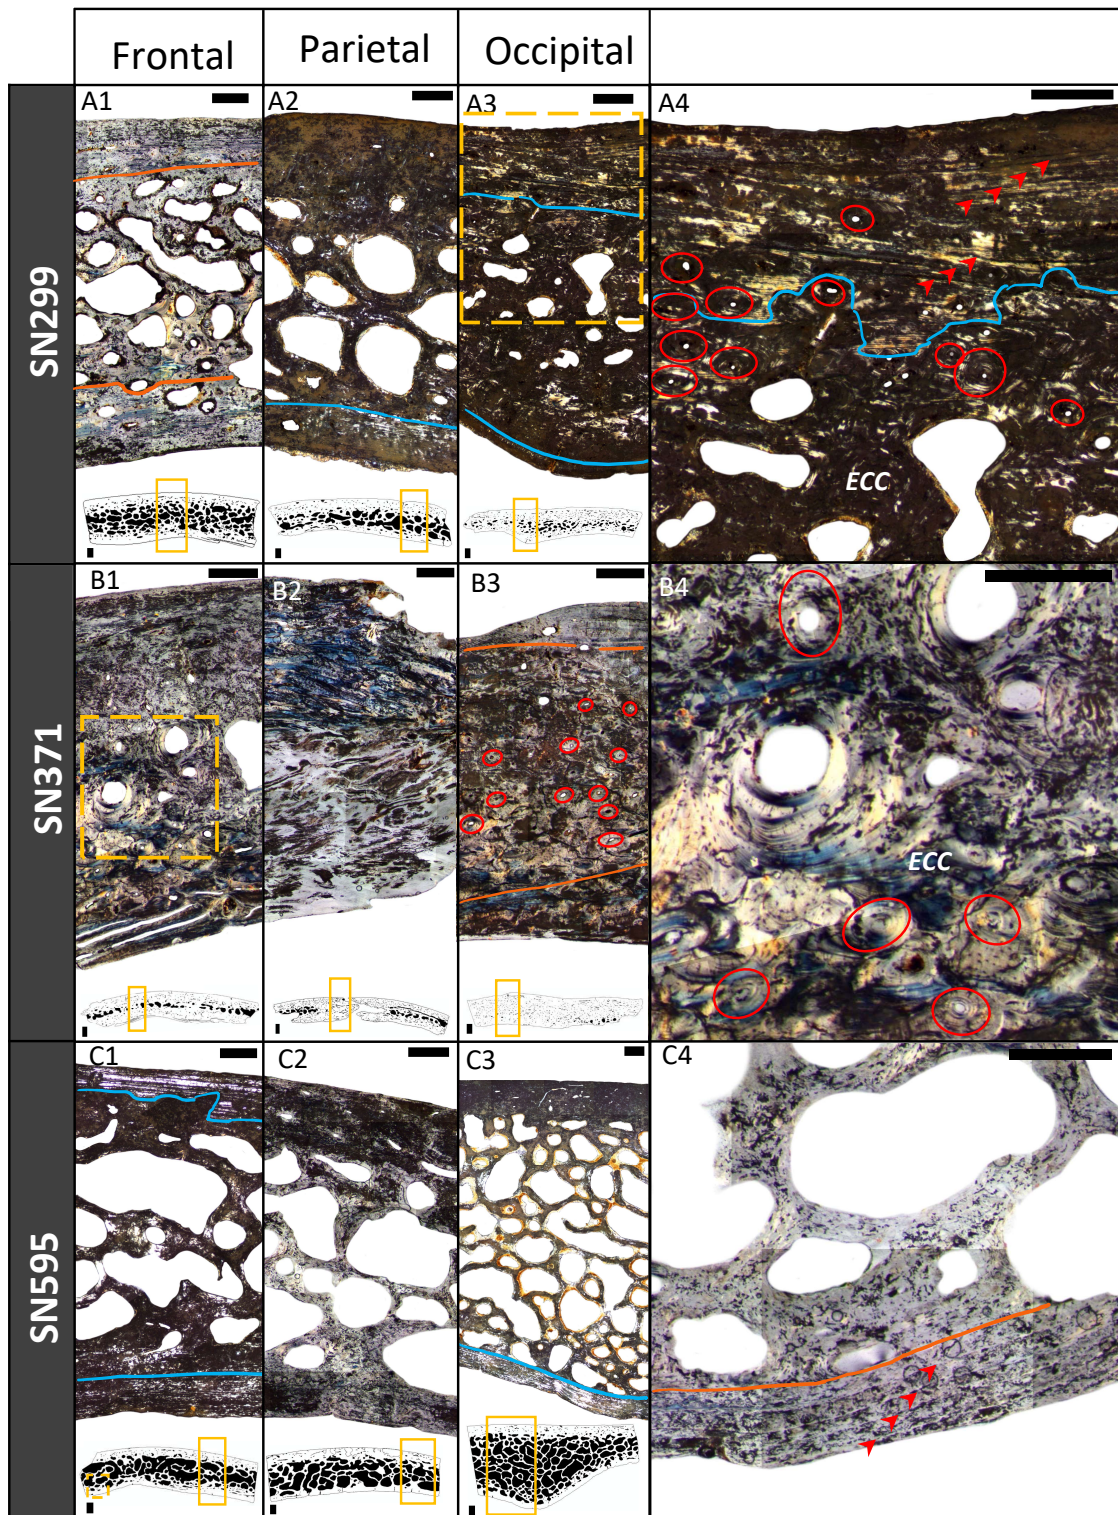 Frontal Parietal Occipital
SN299
A1 A2 A3 A4
ECC
SN371
B1 B2 B3 B4
ECC
SN595
C1 C2 C3 C4